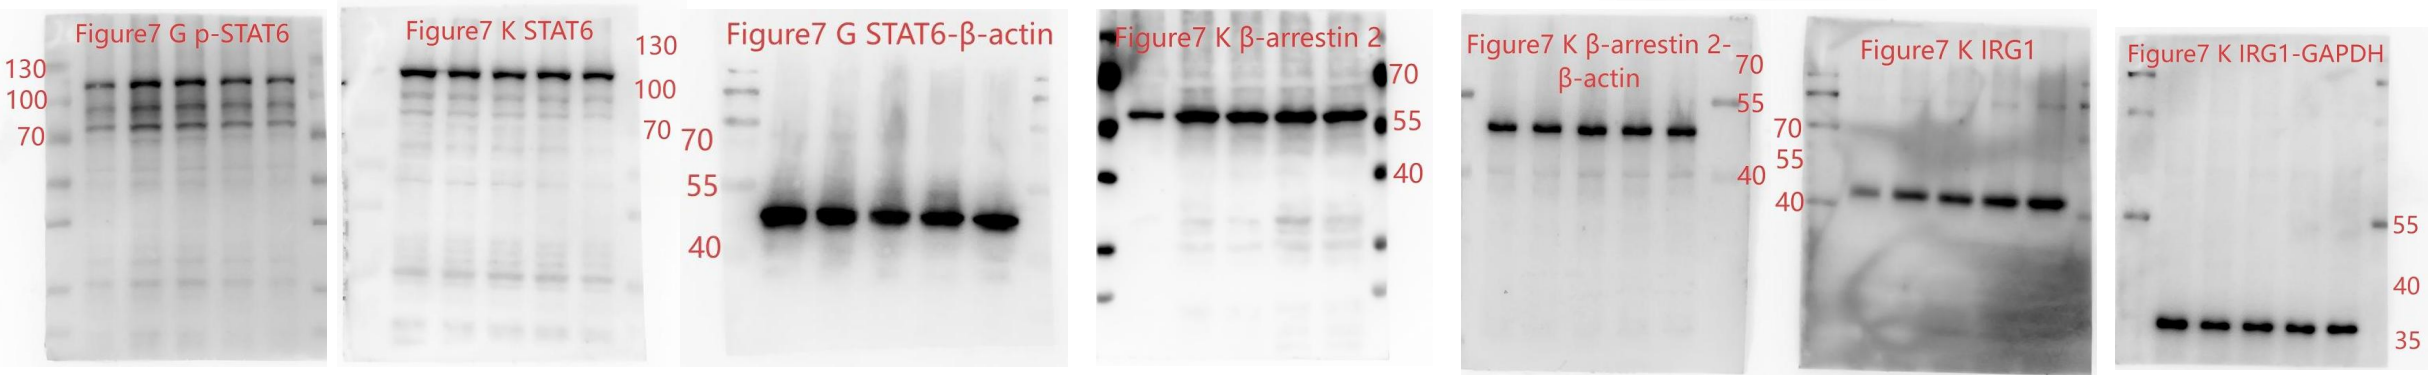 Figure7 G p-STAT6
130
100
70
Figure7 K STAT6
130
100
70
Figure7 G STAT6-β-actin
70
55
40
Figure7 K β-arrestin 2
70
55
40
Figure7 K β-arrestin 2-
β-actin
70
55
40
Figure7 K IRG1
70
55
40
Figure7 K IRG1-GAPDH
55
40
35